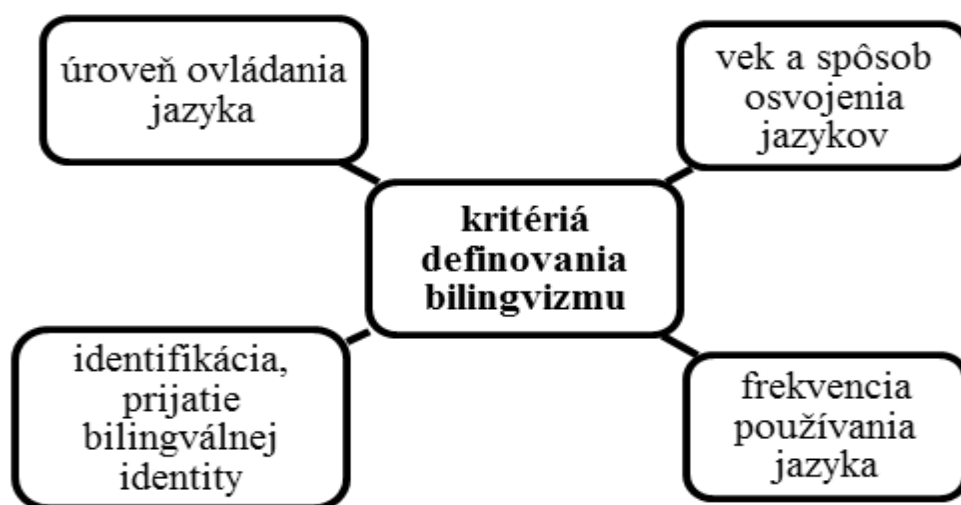 úroveň ovládania
jazyka
vek a spôsob
osvojenia
jazykov
kritériá
definovania
bilingvizmu
identifikácia,
prijatie
bilingválnej
identity
frekvencia
používania
jazyka